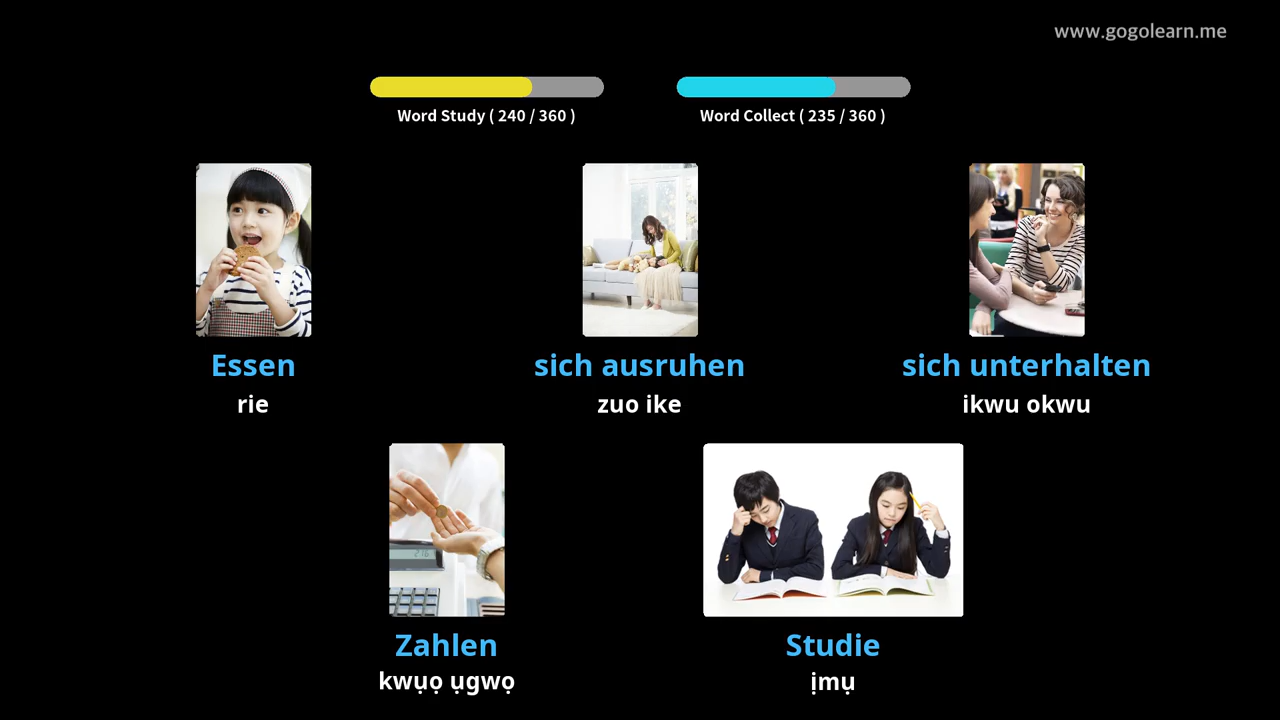 www.gogolearn.me
Word Study ( 240 / 360 )
Word Collect ( 235 / 360 )
Essen
rie
sich ausruhen
zuo ike
sich unterhalten
ikwu okwu
Zahlen
kwụọ ụgwọ
Studie
ịmụ